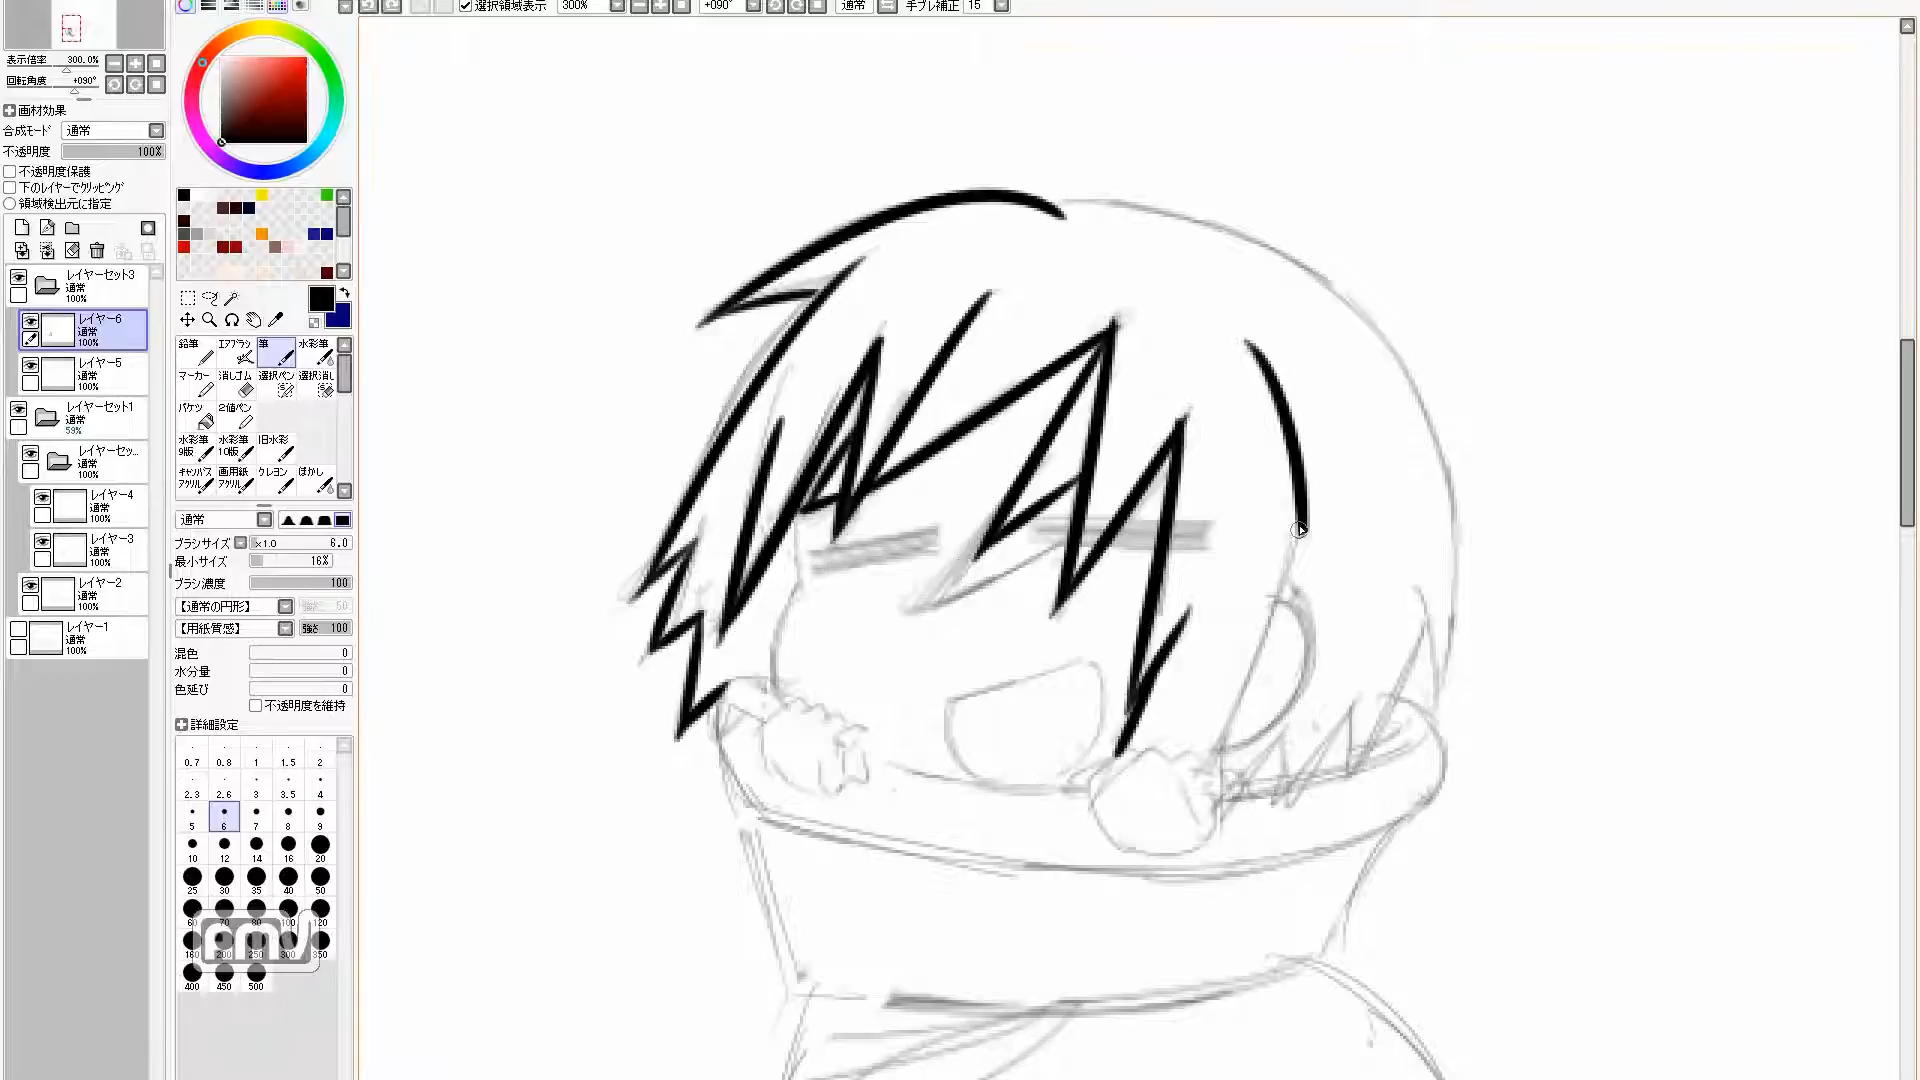 選択領域表示 300% +090° 通常 手ブレ補正 15
表示倍率 300.0%
回転角度 +090°
画材効果
合成モード 通常
不透明度 100%
不透明度保護
下のレイヤーでクリッピング
領域検出元に指定
レイヤーセット3
通常
100%
レイヤー6
通常
100%
レイヤー5
通常
100%
レイヤーセット1
通常
59%
レイヤーセッ...
通常
100%
レイヤー4
通常
100%
レイヤー3
通常
100%
レイヤー2
通常
100%
レイヤー1
通常
100%
鉛筆 エアブラシ 筆 水彩筆
マーカー 消しゴム 選択ペン 選択消し
バケツ 2値ペン
水彩筆 9版 水彩筆 10版 旧水彩
キャンバス アクリル 画用紙 アクリル クレヨン ぼかし
通常
ブラシサイズ x1.0 6.0
最小サイズ 16%
ブラシ濃度 100
【通常の円形】 強さ 50
【用紙質感】 強さ 100
混色 0
水分量 0
色延び 0
不透明度を維持
詳細設定
0.7 0.8 1 1.5 2
2.3 2.6 3 3.5 4
5 6 7 8 9
10 12 14 16 20
25 30 35 40 50
60 70 80 100 120
160 200 250 300 350
400 450 500
AMV